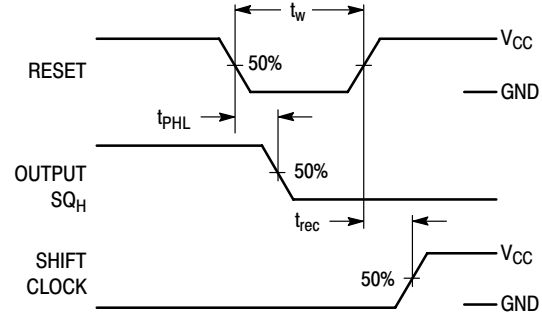 tw
VCC
RESET
50%
GND
tPHL
OUTPUT
SQH
50%
trec
SHIFT
CLOCK
50%
VCC
GND